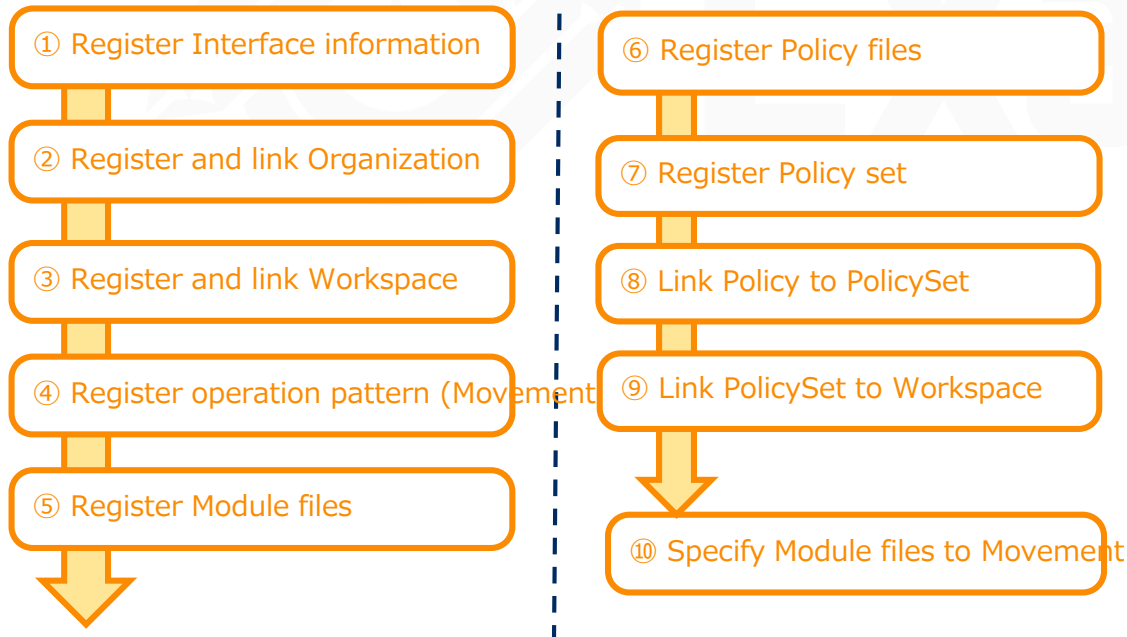 ① Register Interface information
② Register and link Organization
③ Register and link Workspace
④ Register operation pattern (Movement
⑤ Register Module files
⑥ Register Policy files
⑦ Register Policy set
⑧ Link Policy to PolicySet
⑨ Link PolicySet to Workspace
⑩ Specify Module files to Movement